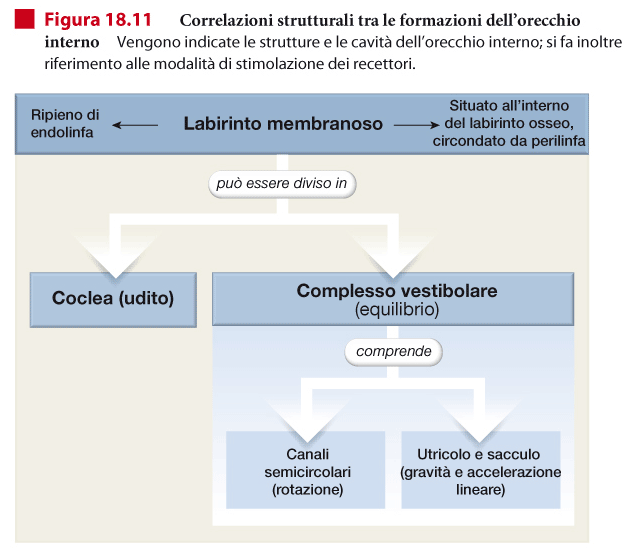 Figura 18.11 Correlazioni strutturali tra le formazioni dell'orecchio
interno Vengono indicate le strutture e le cavità dell'orecchio interno; si fa inoltre
riferimento alle modalità di stimolazione dei recettori.
Ripieno di
endolinfa
Labirinto membranoso
Situato all'interno
del labirinto osseo,
circondato da perilinfa
può essere diviso in
Coclea (udito)
Complesso vestibolare
(equilibrio)
comprende
Canali
semicircolari
(rotazione)
Utricolo e sacculo
(gravità e accelerazione
lineare)